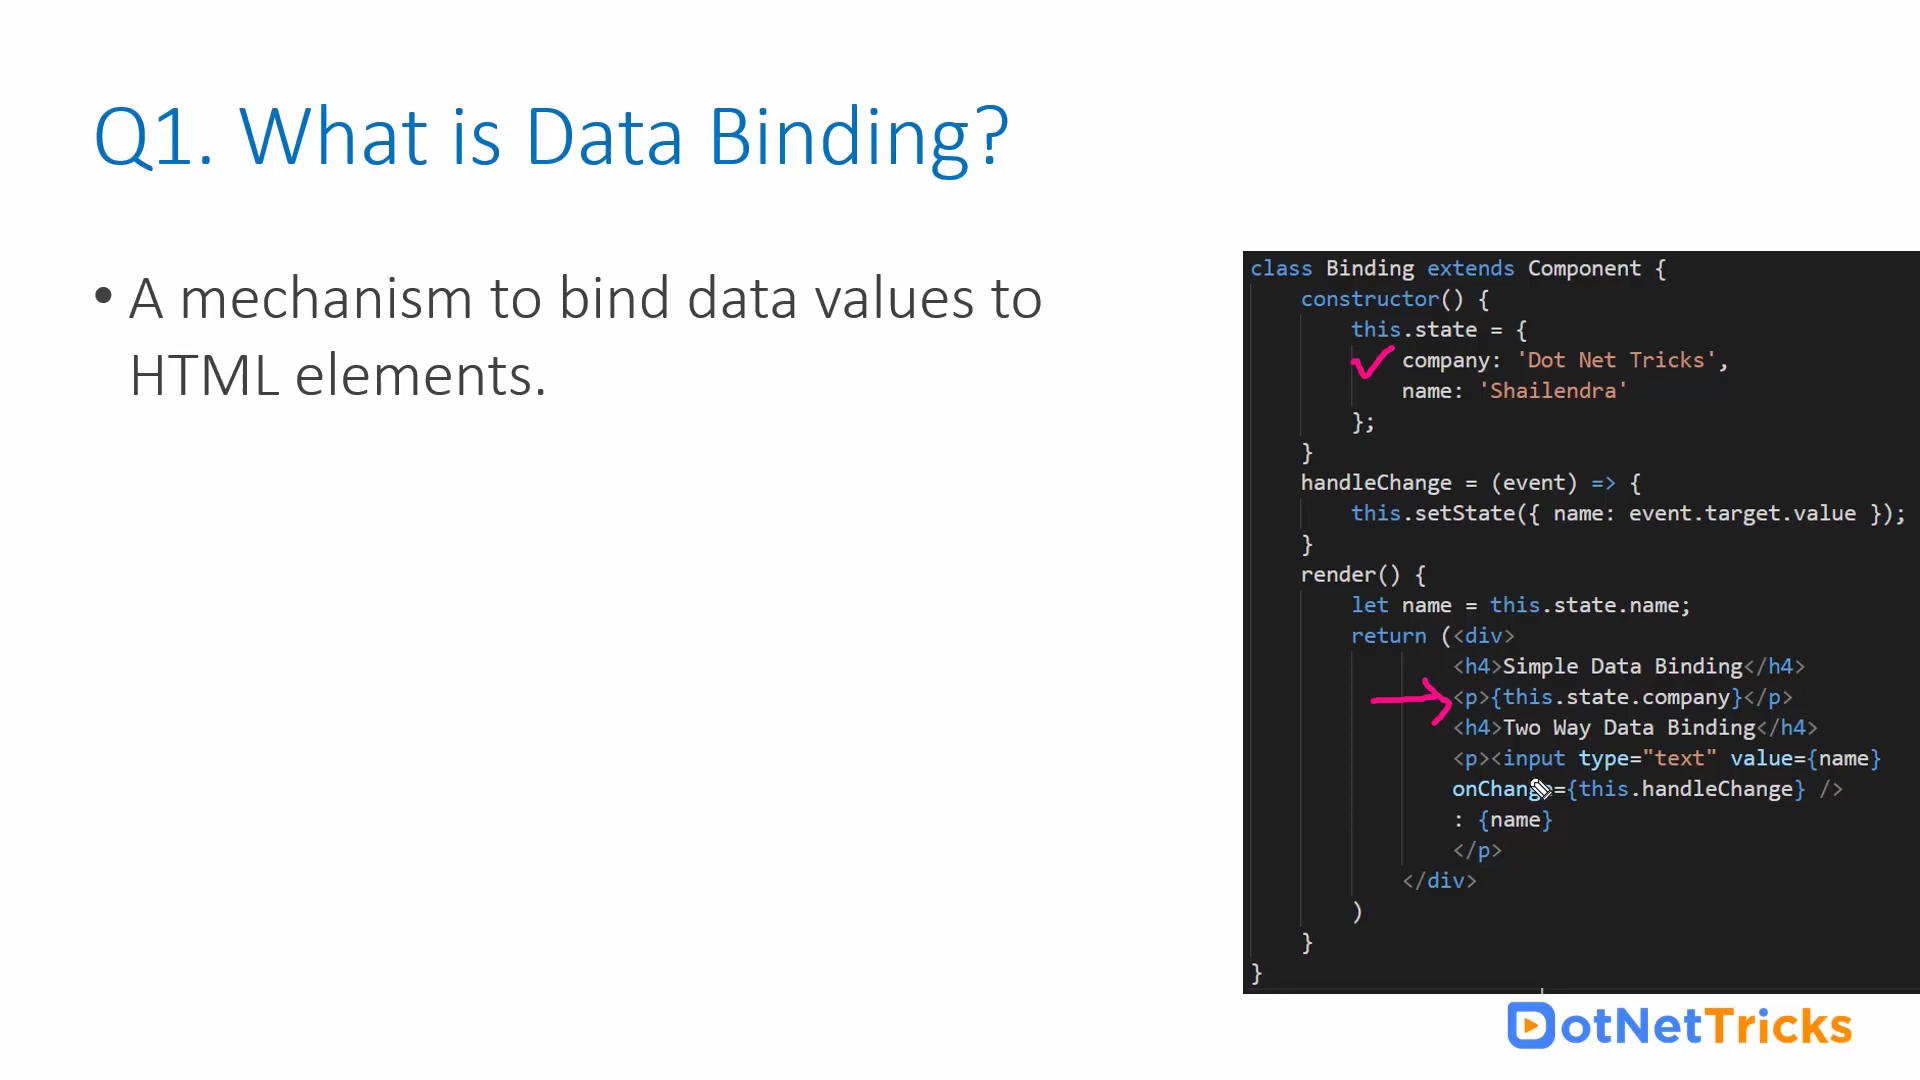 Q1. What is Data Binding?
• A mechanism to bind data values to
HTML elements.
class Binding extends Component {
constructor() {
this.state = {
company: 'Dot Net Tricks',
name: 'Shailendra'
};
}
handleChange = (event) => {
this.setState({ name: event.target.value });
}
render() {
let name = this.state.name;
return (<div>
<h4>Simple Data Binding</h4>
<p>{this.state.company}</p>
<h4>Two Way Data Binding</h4>
<p><input type="text" value={name}
onChange={this.handleChange} />
: {name}
</p>
</div>
)
}
}
DotNetTricks